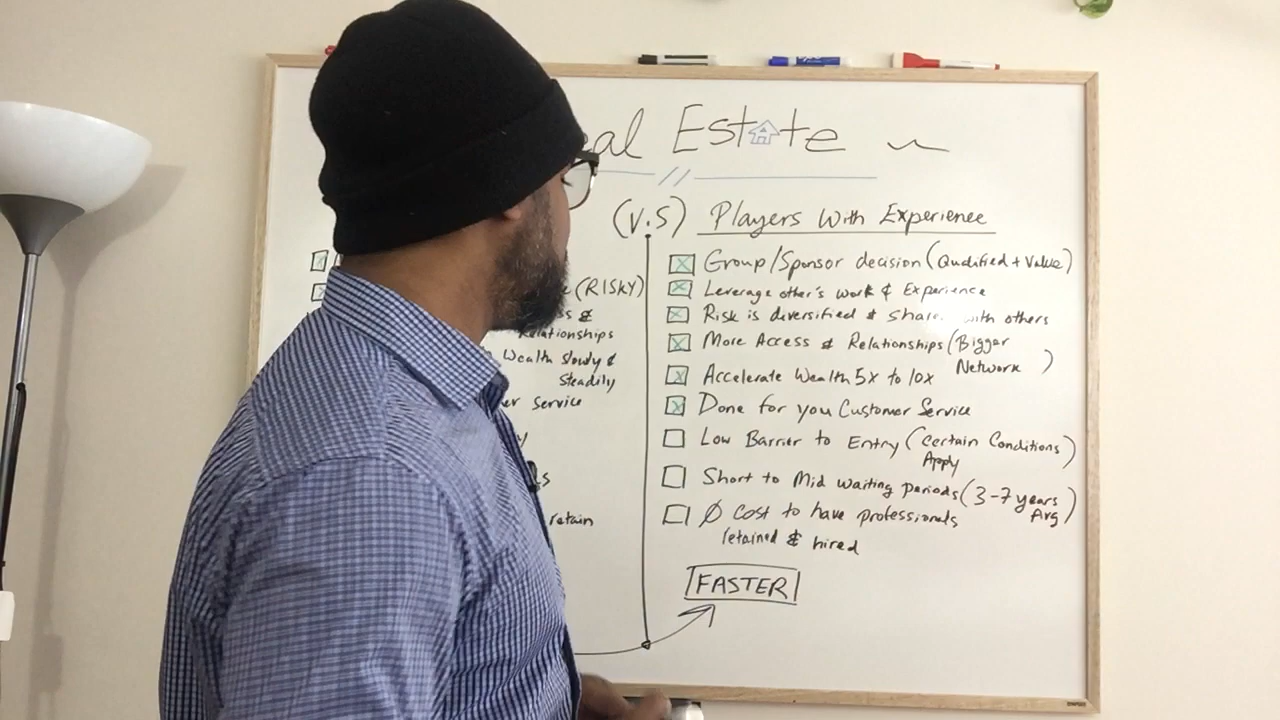 al Estate
(V.S) Players With Experience
Group/Sponsor decision (Qualified + Value)
Leverage other's work & Experience
Risk is diversified & share with others
More Access & Relationships (Bigger
Network)
Accelerate Wealth 5x to 10x
Done for you Customer Service
Low Barrier to Entry (Certain Conditions)
Apply
Short to Mid waiting periods (3-7 years
Avg)
Ø cost to have professionals
retained & hired
FASTER
(RISKY)
&
Relationships
Wealth Slowly &
Steadily
er Service
y
retain